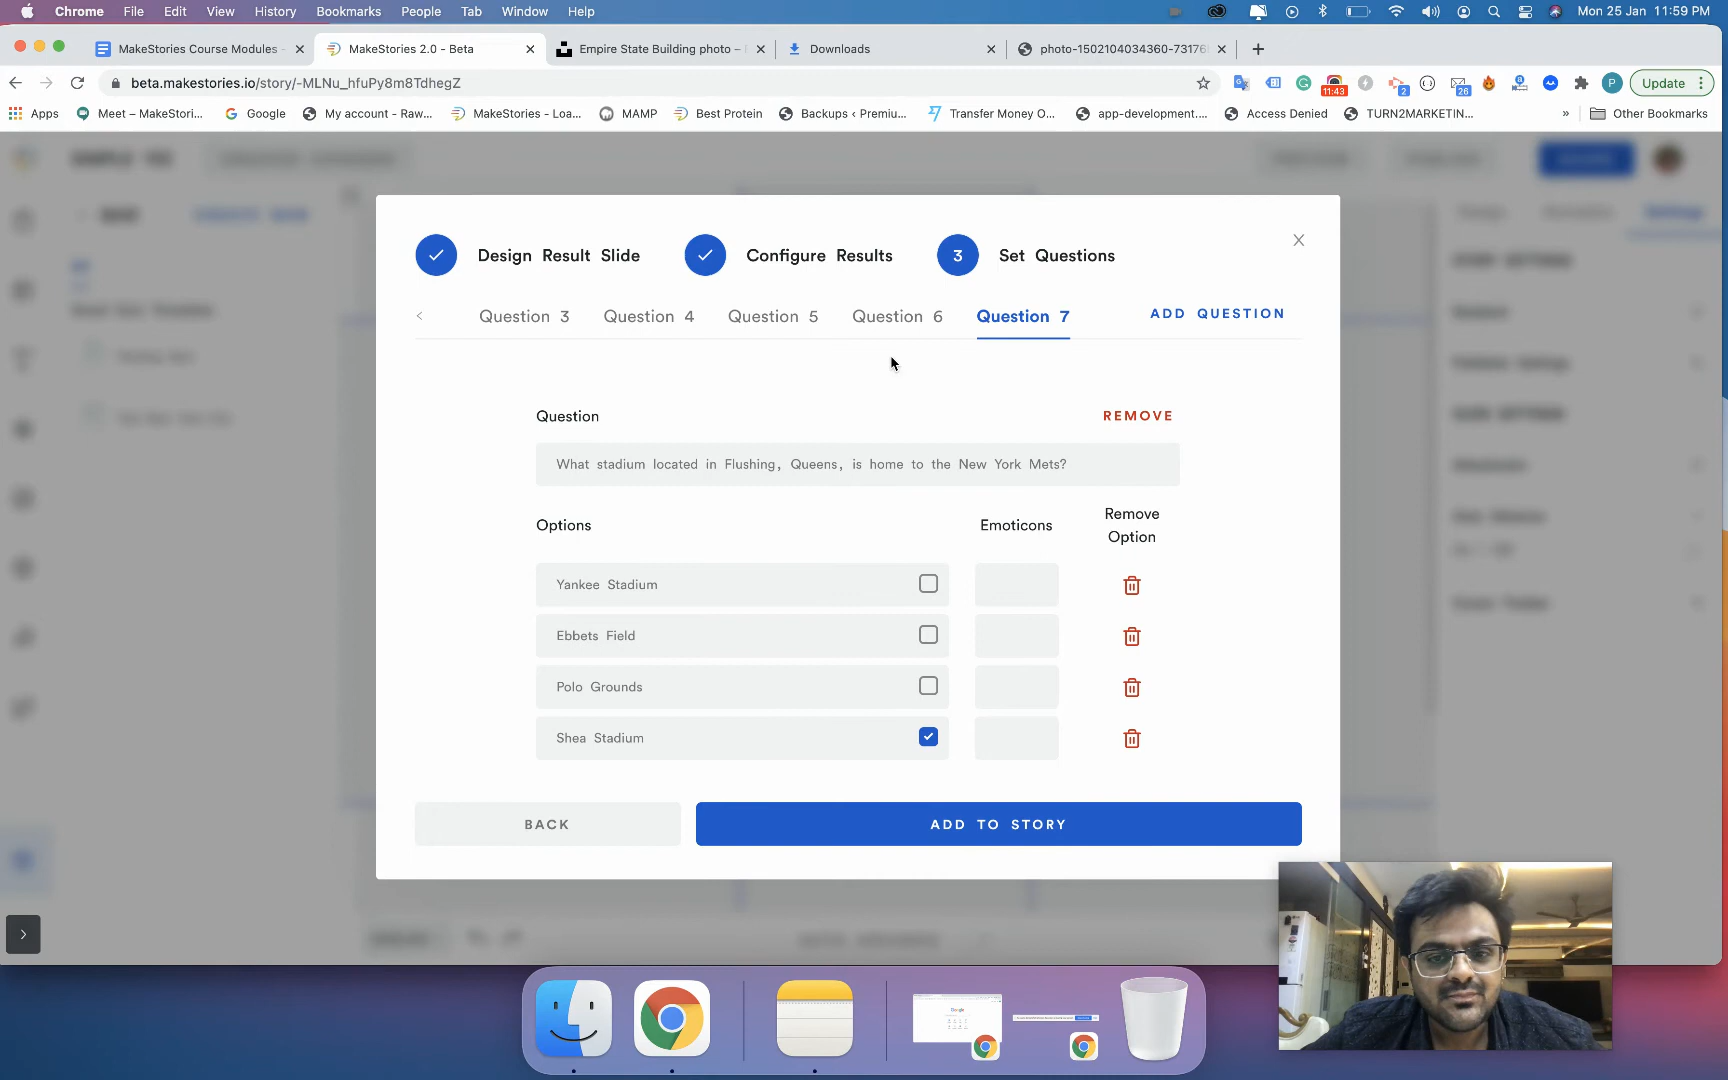 Chrome File Edit View History Bookmarks People Tab Window Help Mon 25 Jan 11:59 PM
MakeStories Course Modules - MakeStories 2.0 - Beta Empire State Building photo – Downloads photo-1502104034360-7317
beta.makestories.io/story/-MLNu_hfuPy8m8TdhegZ 11:43 2 26 P Update
Apps Meet – MakeStori... Google My account - Raw... MakeStories - Loa... MAMP Best Protein Backups ‹ Premiu... Transfer Money O... app-development.... Access Denied TURN2MARKETIN... » Other Bookmarks
Design Result Slide Configure Results 3 Set Questions
Question 3 Question 4 Question 5 Question 6 Question 7 ADD QUESTION
Question REMOVE
What stadium located in Flushing, Queens, is home to the New York Mets?
Options Emoticons Remove Option
Yankee Stadium
Ebbets Field
Polo Grounds
Shea Stadium
BACK ADD TO STORY